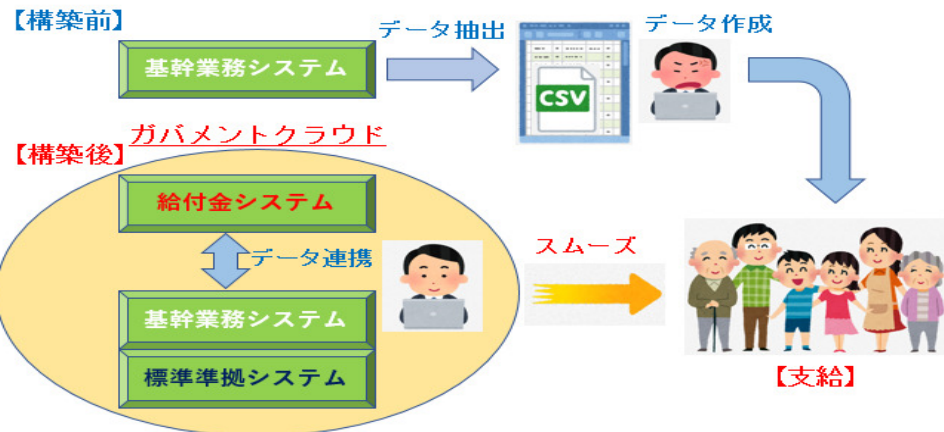 【構築前】
データ抽出
データ作成
基幹業務システム
CSV
ガバメントクラウド
【構築後】
給付金システム
スムーズ
データ連携
基幹業務システム
標準準拠システム
【支給】